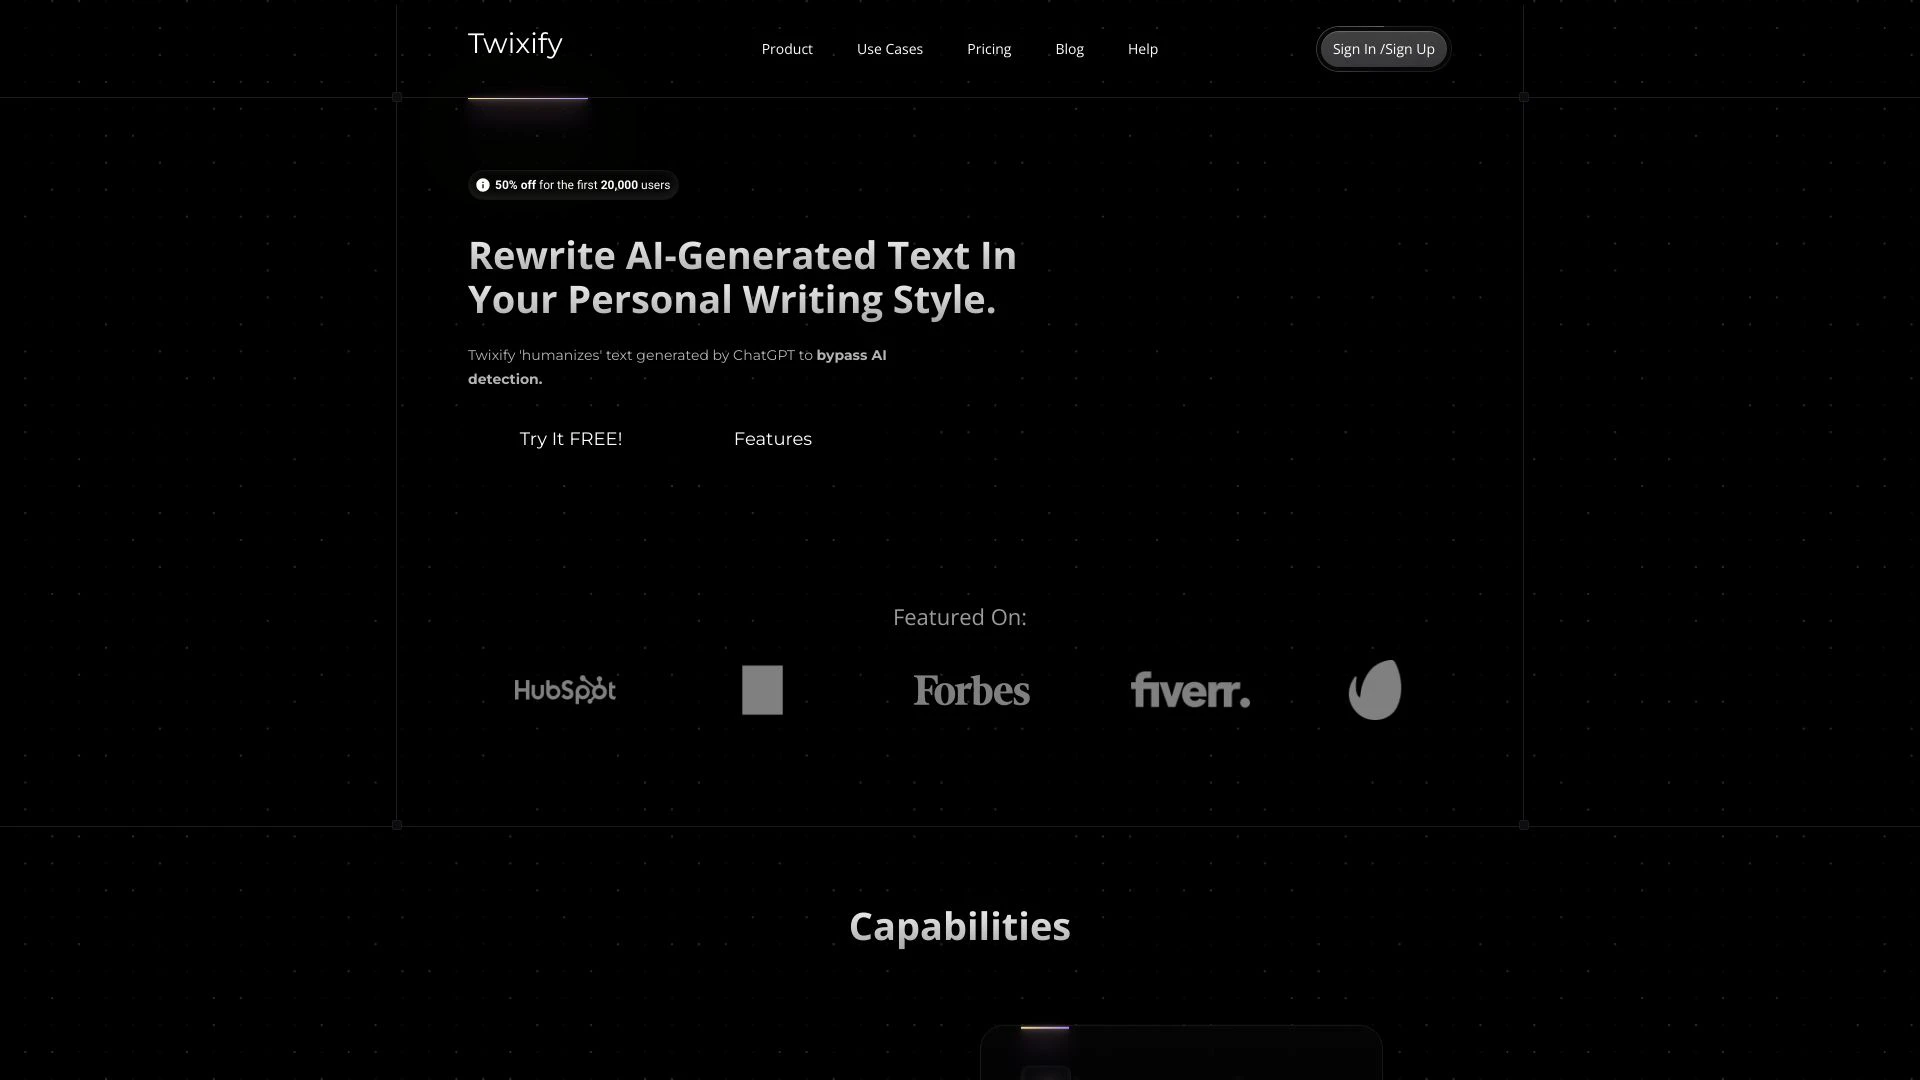 Twixify
Product
Use Cases
Pricing
Blog
Help
Sign In /Sign Up
50% off for the first 20,000 users
Rewrite AI-Generated Text In
Your Personal Writing Style.
Twixify 'humanizes' text generated by ChatGPT to bypass AI
detection.
Try It FREE!
Features
Featured On:
HubSpot
Forbes
fiverr.
Capabilities